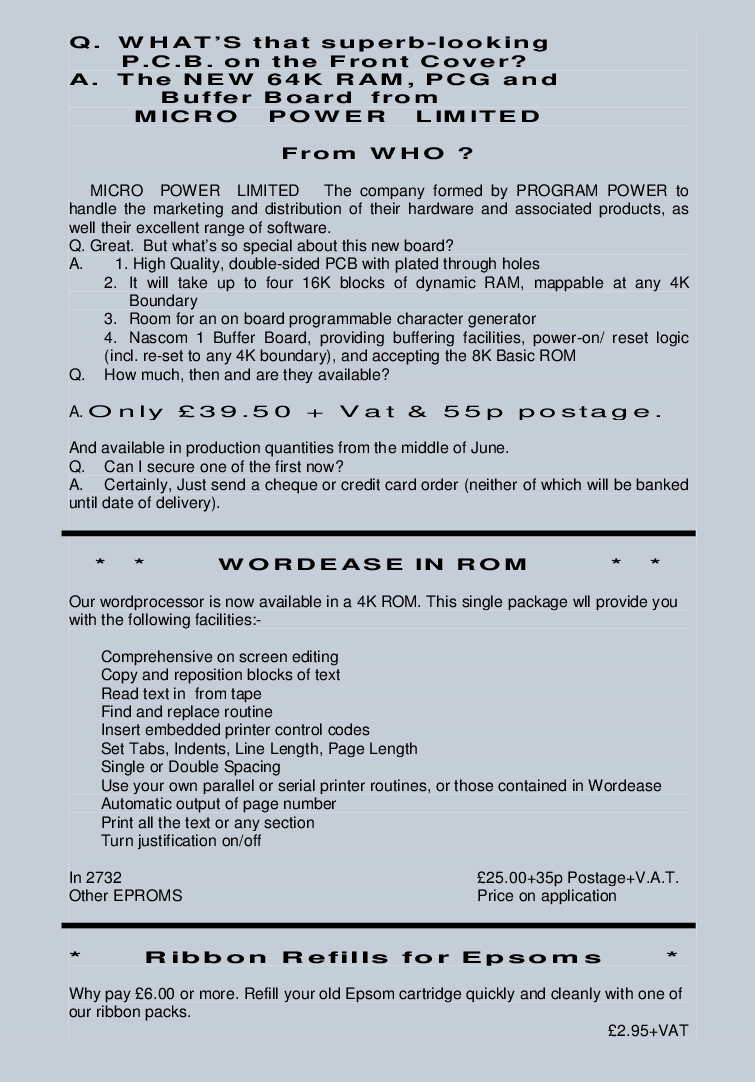 Q. WHAT'S that superb-looking
P.C.B. on the Front Cover?
A. The NEW 64K RAM, PCG and
Buffer Board from
MICRO POWER LIMITED
From WHO ?
MICRO POWER LIMITED The company formed by PROGRAM POWER to
handle the marketing and distribution of their hardware and associated products, as
well their excellent range of software.
Q. Great. But what's so special about this new board?
A. 1. High Quality, double-sided PCB with plated through holes
2. It will take up to four 16K blocks of dynamic RAM, mappable at any 4K
Boundary
3. Room for an on board programmable character generator
4. Nascom 1 Buffer Board, providing buffering facilities, power-on/ reset logic
(incl. re-set to any 4K boundary), and accepting the 8K Basic ROM
Q. How much, then and are they available?
A. Only £39.50 + Vat & 55p postage.
And available in production quantities from the middle of June.
Q. Can I secure one of the first now?
A. Certainly, Just send a cheque or credit card order (neither of which will be banked
until date of delivery).
* * WORDEASE IN ROM * *
Our wordprocessor is now available in a 4K ROM. This single package wll provide you
with the following facilities:-
Comprehensive on screen editing
Copy and reposition blocks of text
Read text in from tape
Find and replace routine
Insert embedded printer control codes
Set Tabs, Indents, Line Length, Page Length
Single or Double Spacing
Use your own parallel or serial printer routines, or those contained in Wordease
Automatic output of page number
Print all the text or any section
Turn justification on/off
In 2732 £25.00+35p Postage+V.A.T.
Other EPROMS Price on application
* Ribbon Refills for Epsoms *
Why pay £6.00 or more. Refill your old Epsom cartridge quickly and cleanly with one of
our ribbon packs.
£2.95+VAT